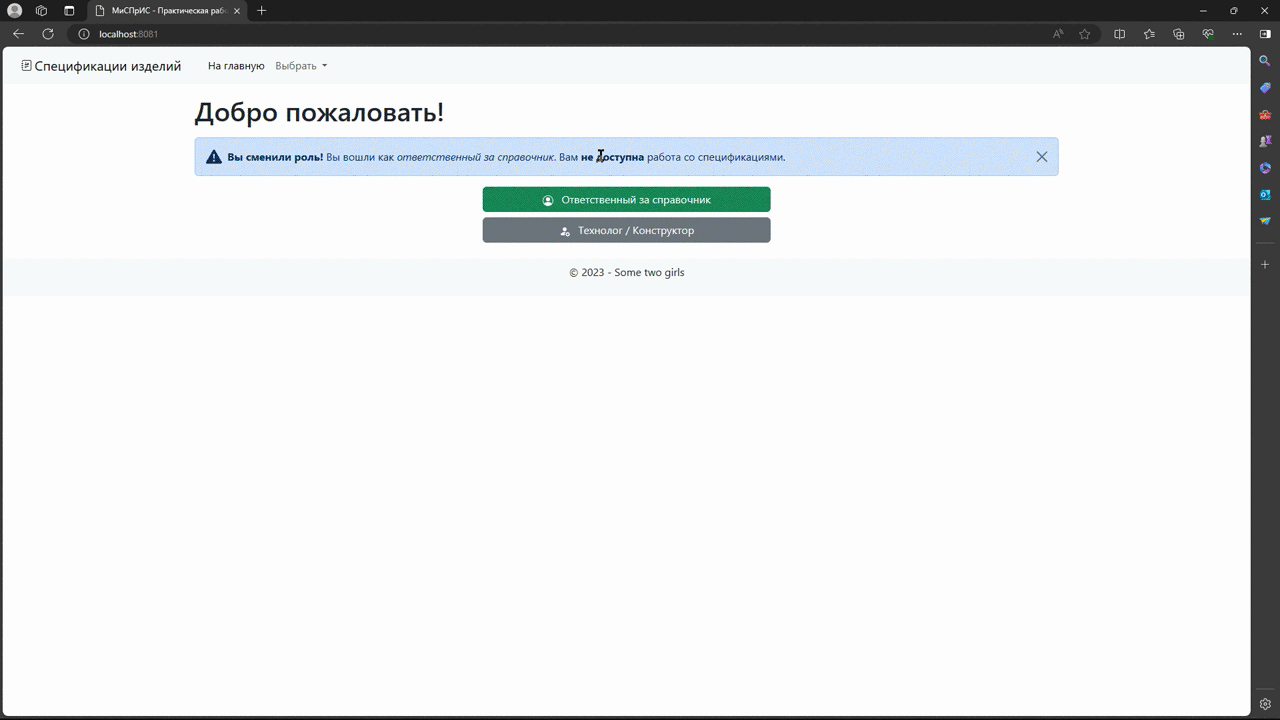 МиСПрИС - Практическая раб
localhost:8081
Спецификации изделий
На главную
Выбрать
Добро пожаловать!
Вы сменили роль! Вы вошли как ответственный за справочник. Вам не доступна работа со спецификациями.
Ответственный за справочник
Технолог / Конструктор
© 2023 - Some two girls